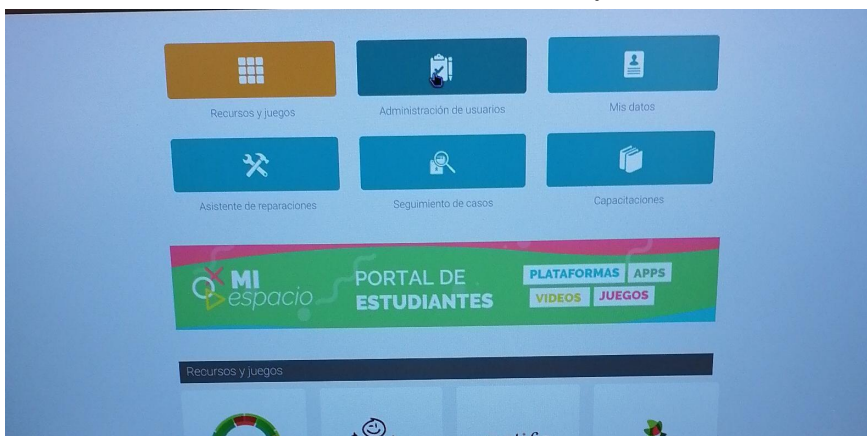 Recursos y juegos
Administración de usuarios
Mis datos
Asistente de reparaciones
Seguimiento de casos
Capacitaciones
MI
espacio
PORTAL DE
ESTUDIANTES
PLATAFORMAS APPS
VIDEOS JUEGOS
Recursos y juegos